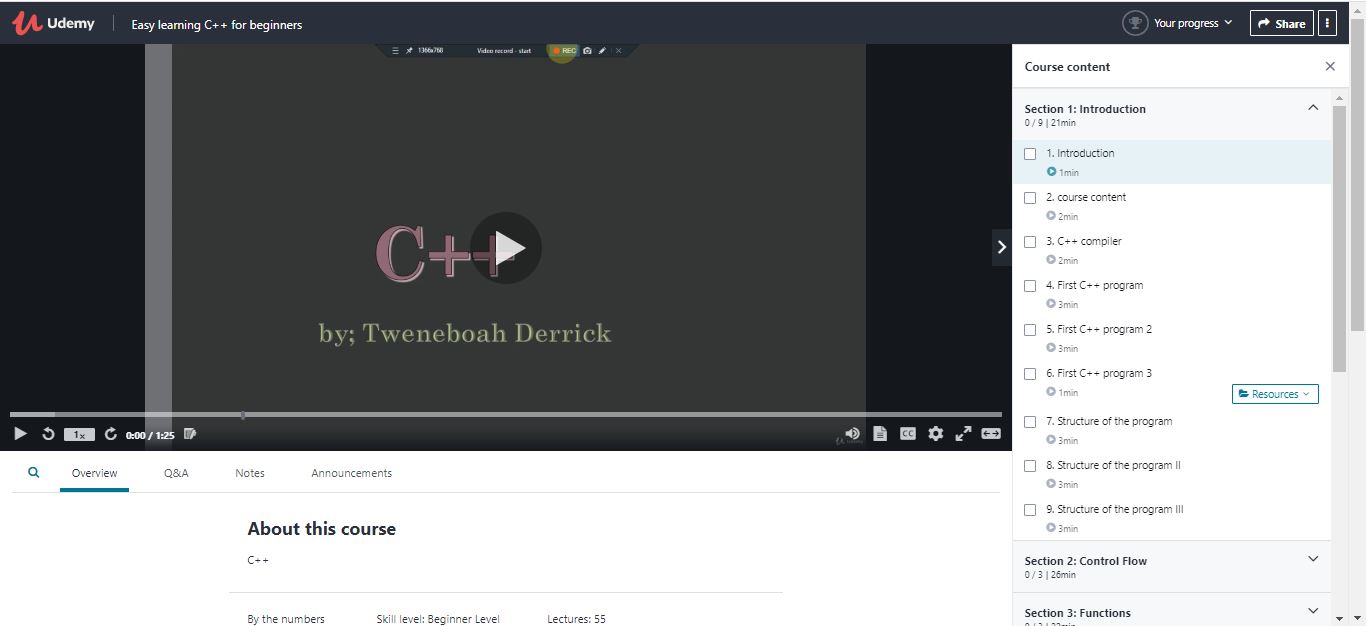 Udemy
Easy learning C++ for beginners
Your progress
Share
1366x768
Video record - start
REC
C++
by; Tweneboah Derrick
1x
0:00 / 1:25
CC
Overview
Q&A
Notes
Announcements
About this course
C++
By the numbers
Skill level: Beginner Level
Lectures: 55
Course content
Section 1: Introduction
0 / 9 | 21min
1. Introduction
1min
2. course content
2min
3. C++ compiler
2min
4. First C++ program
3min
5. First C++ program 2
3min
6. First C++ program 3
1min
Resources
7. Structure of the program
3min
8. Structure of the program II
3min
9. Structure of the program III
3min
Section 2: Control Flow
0 / 3 | 26min
Section 3: Functions